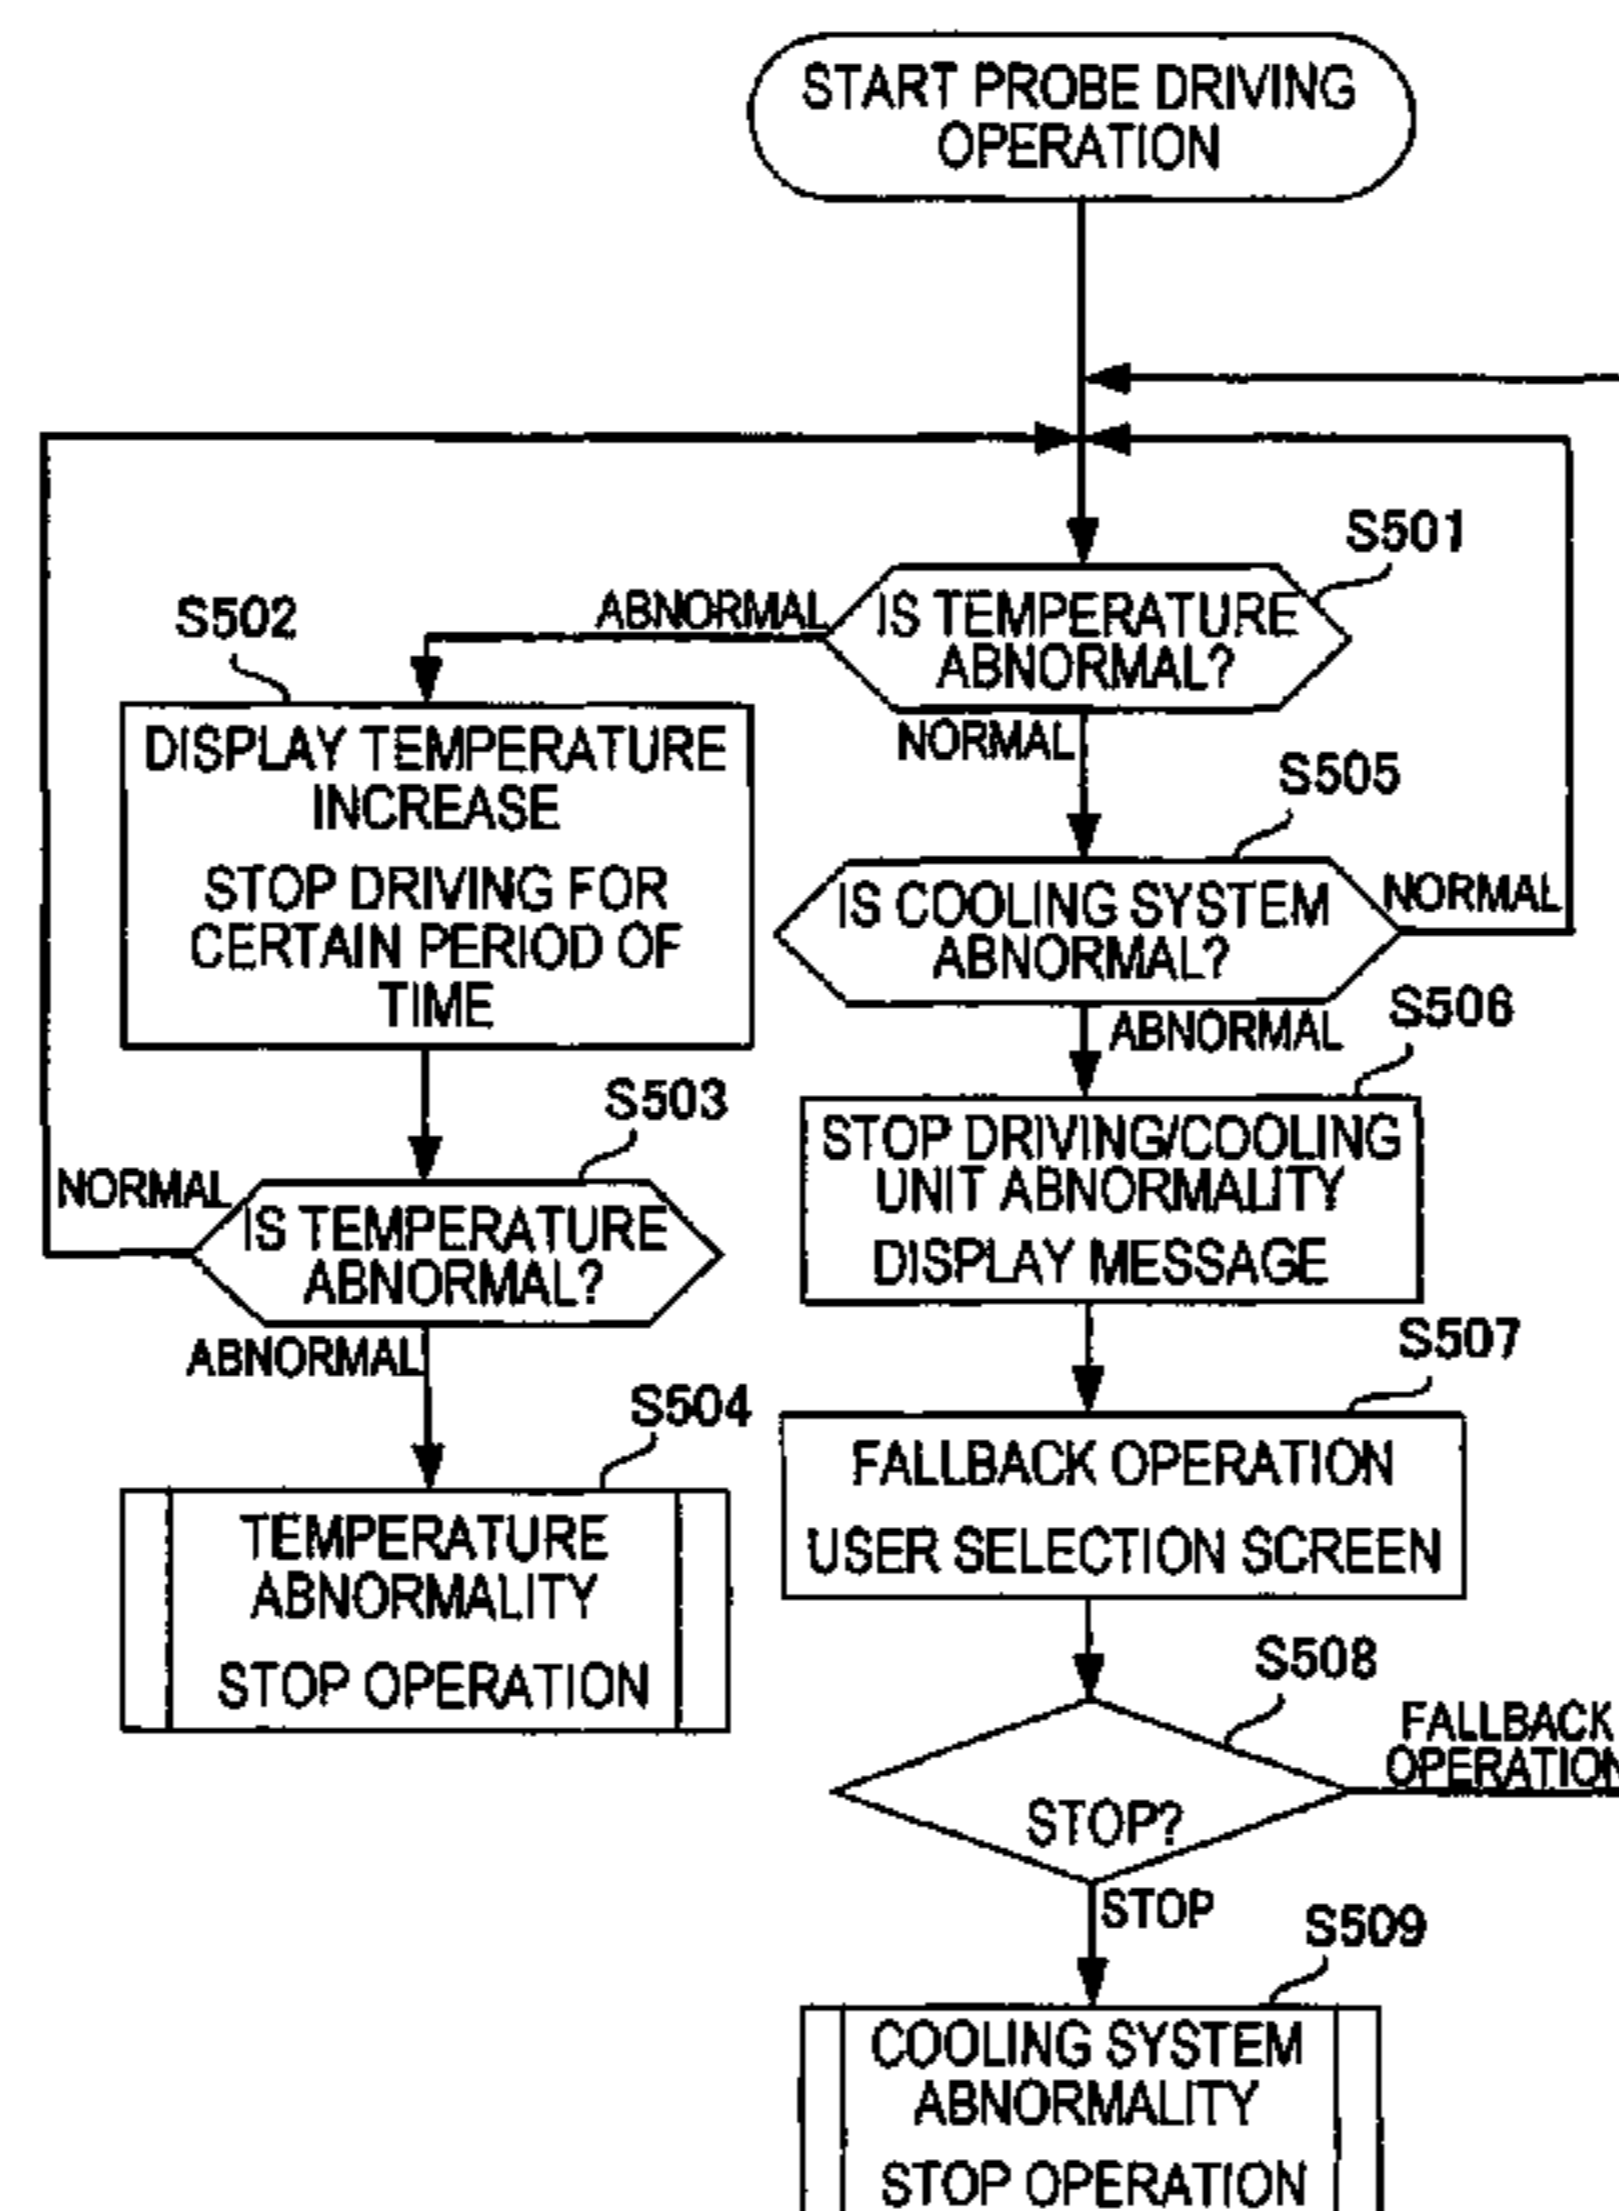 START PROBE DRIVING
OPERATION
S501
IS TEMPERATURE
ABNORMAL?
ABNORMAL
NORMAL
S502
DISPLAY TEMPERATURE
INCREASE
STOP DRIVING FOR
CERTAIN PERIOD OF
TIME
S503
IS TEMPERATURE
ABNORMAL?
NORMAL
ABNORMAL
S504
TEMPERATURE
ABNORMALITY
STOP OPERATION
S505
IS COOLING SYSTEM
ABNORMAL?
NORMAL
ABNORMAL
S506
STOP DRIVING/COOLING
UNIT ABNORMALITY
DISPLAY MESSAGE
S507
FALLBACK OPERATION
USER SELECTION SCREEN
S508
STOP?
FALLBACK
OPERATION
STOP
S509
COOLING SYSTEM
ABNORMALITY
STOP OPERATION